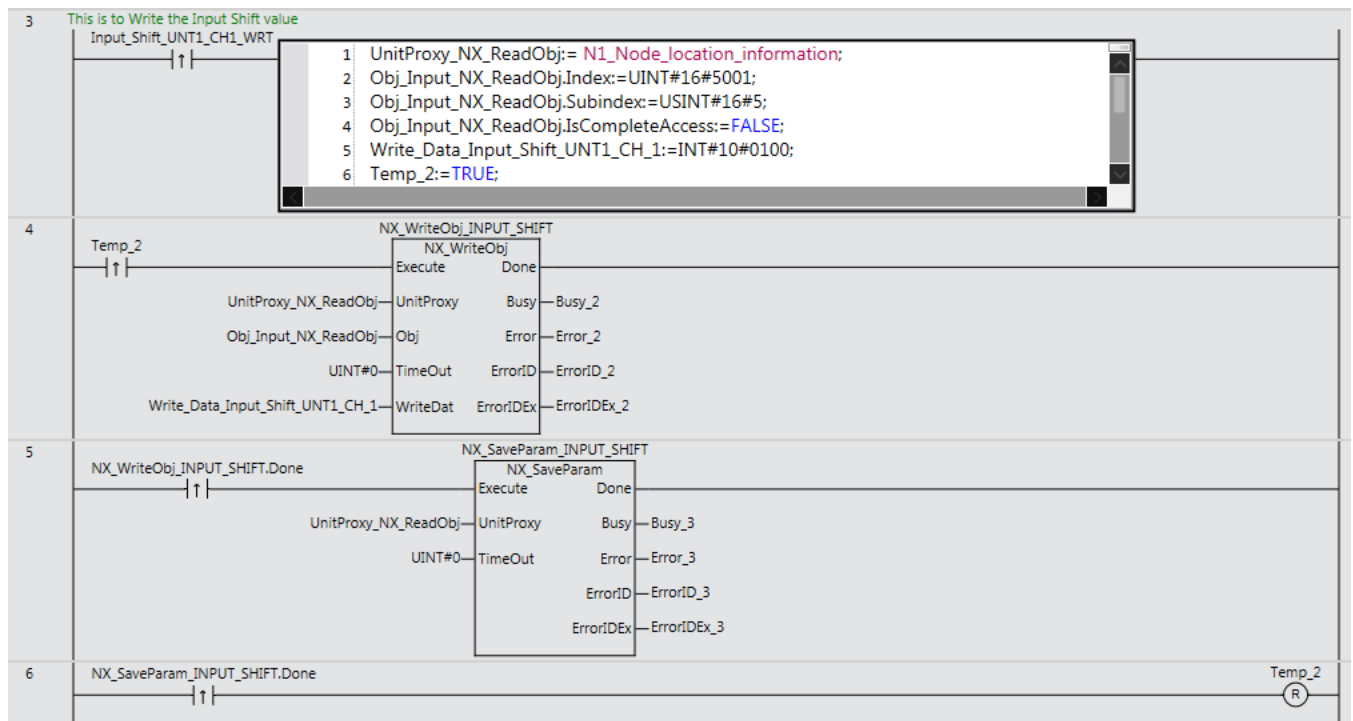 3 This is to Write the Input Shift value
Input_Shift_UNT1_CH1_WRT
1 UnitProxy_NX_ReadObj:= N1_Node_location_information;
2 Obj_Input_NX_ReadObj.Index:=UINT#16#5001;
3 Obj_Input_NX_ReadObj.Subindex:=USINT#16#5;
4 Obj_Input_NX_ReadObj.IsCompleteAccess:=FALSE;
5 Write_Data_Input_Shift_UNT1_CH_1:=INT#10#0100;
6 Temp_2:=TRUE;
4 NX_WriteObj_INPUT_SHIFT
Temp_2 NX_WriteObj
Execute Done
UnitProxy_NX_ReadObj UnitProxy Busy Busy_2
Obj_Input_NX_ReadObj Obj Error Error_2
UINT#0 TimeOut ErrorID ErrorID_2
Write_Data_Input_Shift_UNT1_CH_1 WriteDat ErrorIDEx ErrorIDEx_2
5 NX_SaveParam_INPUT_SHIFT
NX_WriteObj_INPUT_SHIFT.Done NX_SaveParam
Execute Done
UnitProxy_NX_ReadObj UnitProxy Busy Busy_3
UINT#0 TimeOut Error Error_3
ErrorID ErrorID_3
ErrorIDEx ErrorIDEx_3
6 NX_SaveParam_INPUT_SHIFT.Done Temp_2
R